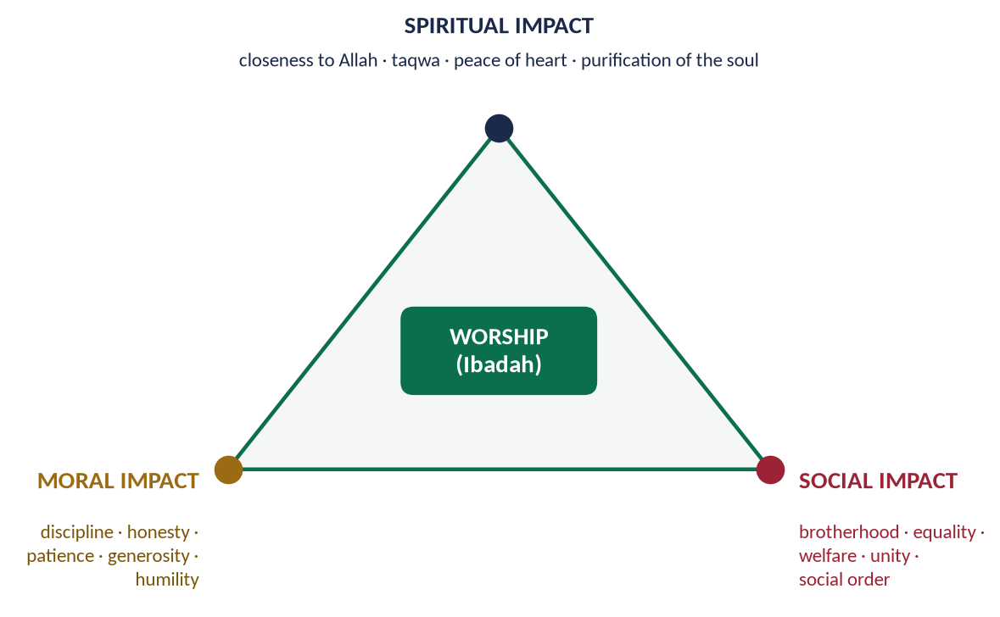 SPIRITUAL IMPACT
closeness to Allah · taqwa · peace of heart · purification of the soul
WORSHIP
(Ibadah)
MORAL IMPACT
discipline · honesty ·
patience · generosity ·
humility
SOCIAL IMPACT
brotherhood · equality ·
welfare · unity ·
social order